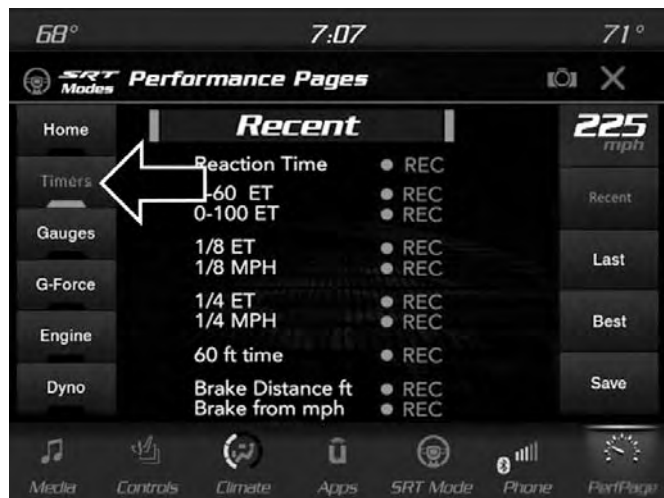 68° 7:07 71°
SRT Modes Performance Pages
Home
Timers
Gauges
G-Force
Engine
Dyno
Recent
Reaction Time REC
-60 ET REC
0-100 ET REC
1/8 ET REC
1/8 MPH REC
1/4 ET REC
1/4 MPH REC
60 ft time REC
Brake Distance ft REC
Brake from mph REC
225
mph
Recent
Last
Best
Save
Media Controls Climate Apps SRT Mode Phone PerfPage